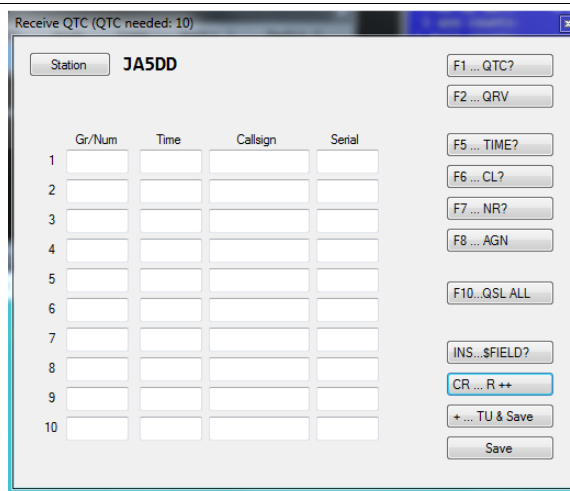 Receive QTC (QTC needed: 10)
Station JA5DD
F1 ... QTC?
F2 ... QRV
Gr/Num Time Callsign Serial
F5 ... TIME?
1
F6 ... CL?
2
F7 ... NR?
3
F8 ... AGN
4
5
F10...QSL ALL
6
7
INS...$FIELD?
8
CR ... R ++
9
+ ... TU & Save
10
Save